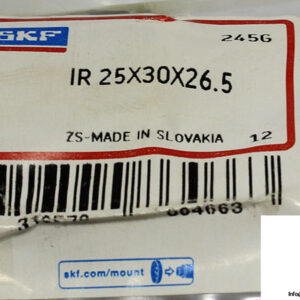 SKF
245G
IR 25X30X26.5
ZS-MADE IN SLOVAKIA 12
skf.com/mount